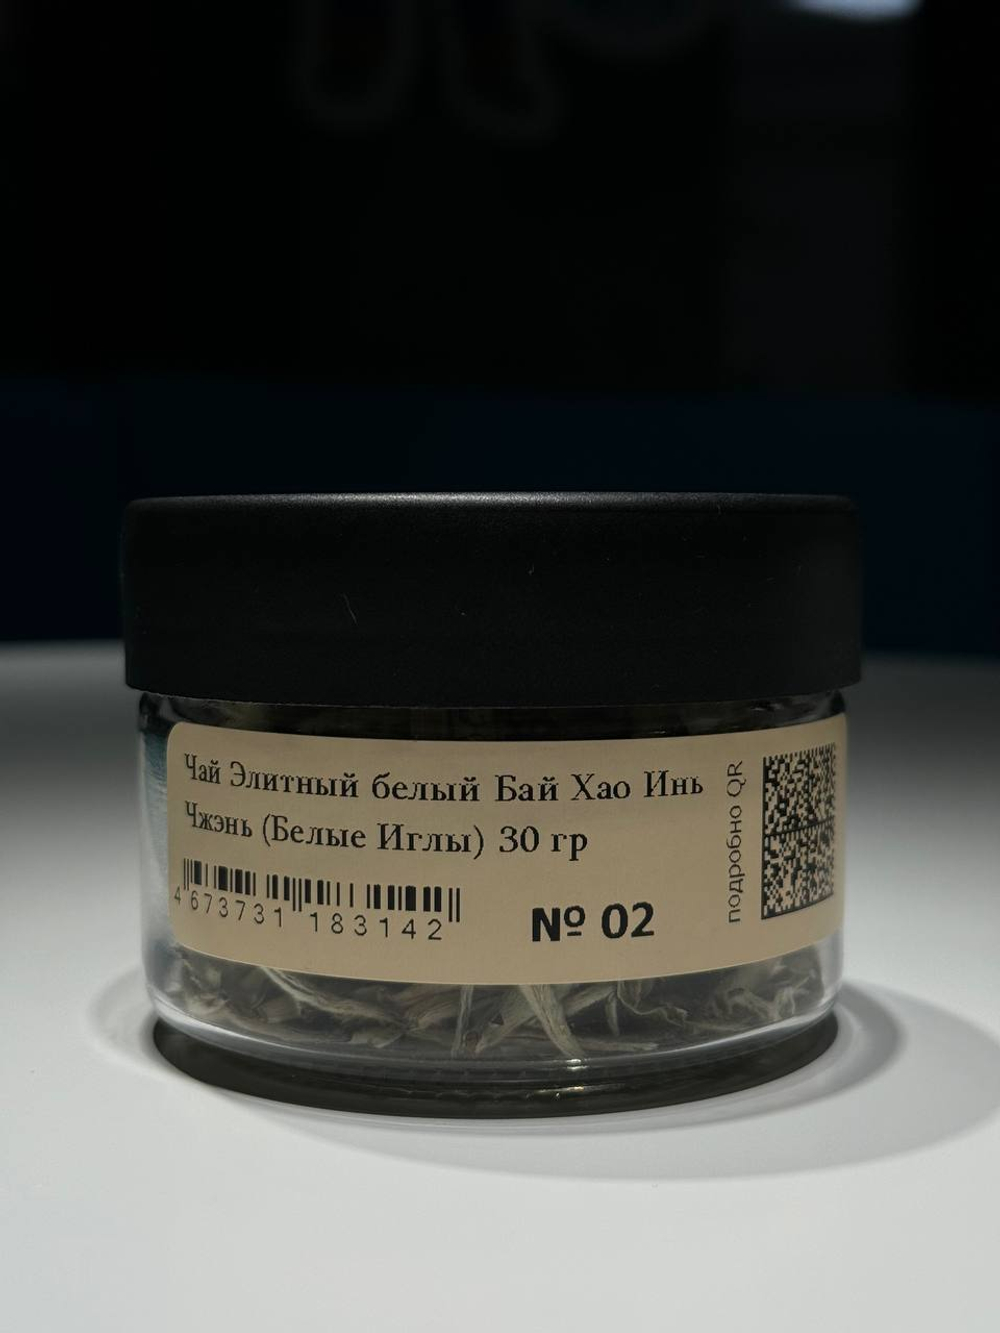 Чай Элитный белый Бай Хао Инь
Чжэнь (Белые Иглы) 30 гр
4 673731 183142
№ 02
подробно QR